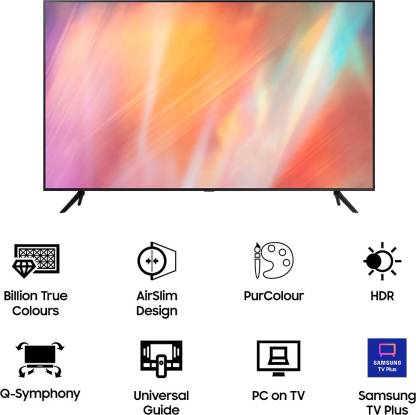 Billion True
Colours
AirSlim
Design
PurColour
HDR
SAMSUNG
TV Plus
Q-Symphony
Universal
Guide
PC on TV
Samsung
TV Plus